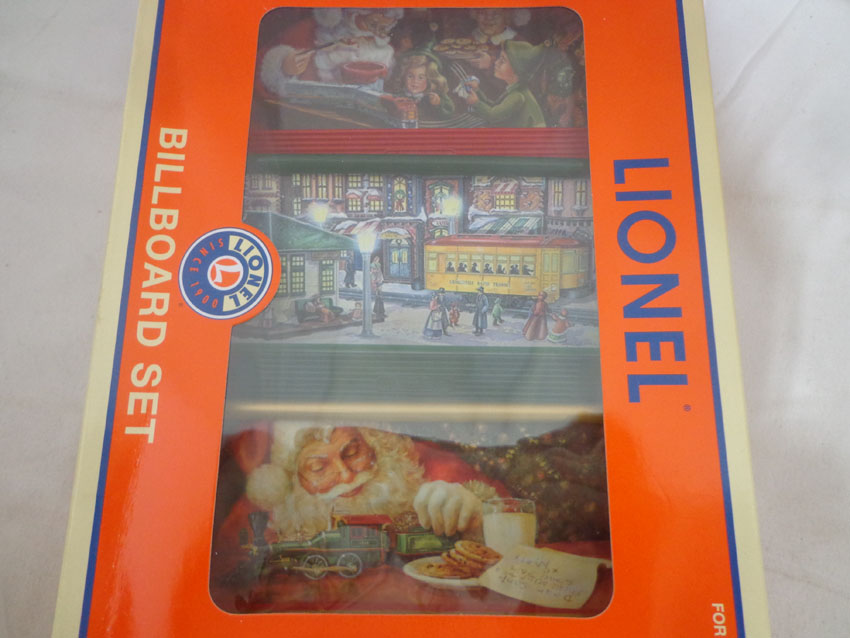 LIONEL
®
BILLBOARD SET
LIONEL
SINCE 1900
®
FOR